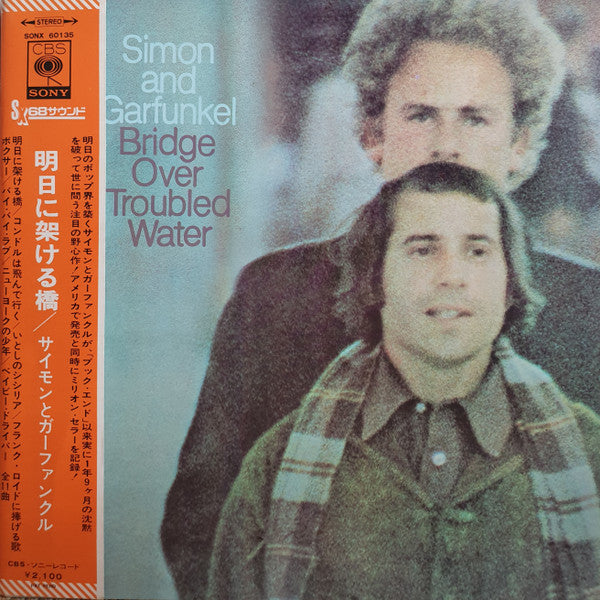 STEREO
SONX 60135
CBS
SONY
SX68サウンド
Simon
and
Garfunkel
Bridge
Over
Troubled
Water
明日に架ける橋/サイモンとガーファンクル
明日のポップ界を築くサイモンとガーファンクルが、「ブック・エンド」以来実に1年9ヶ月の沈黙
を破って世に問う注目の野心作!アメリカで発売と同時にミリオン・セラーを記録!
明日に架ける橋/コンドルは飛んで行く/いとしのシシリア/フランク・ロイドに捧げる歌
ボクサー/バイ・バイ・ラブ/ニューヨークの少年/ベイビー・ドライバー 全11曲
CBS・ソニーレコード
¥2,100